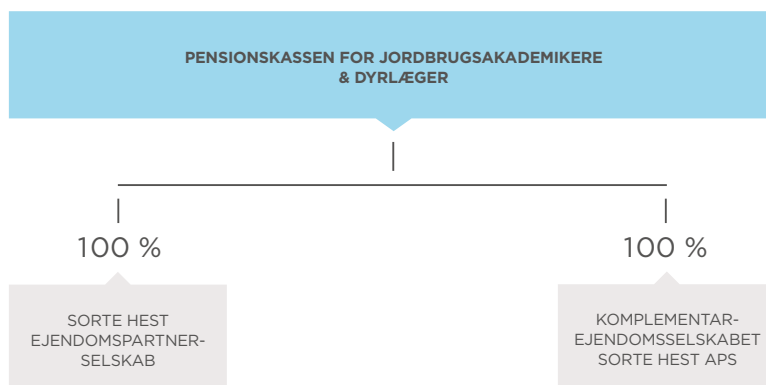 PENSIONSKASSEN FOR JORDBRUGSAKADEMIKERE
& DYRLÆGER
100 %
100 %
SORTE HEST
EJENDOMSPARTNER-
SELSKAB
KOMPLEMENTAR-
EJENDOMSSELSKABET
SORTE HEST APS